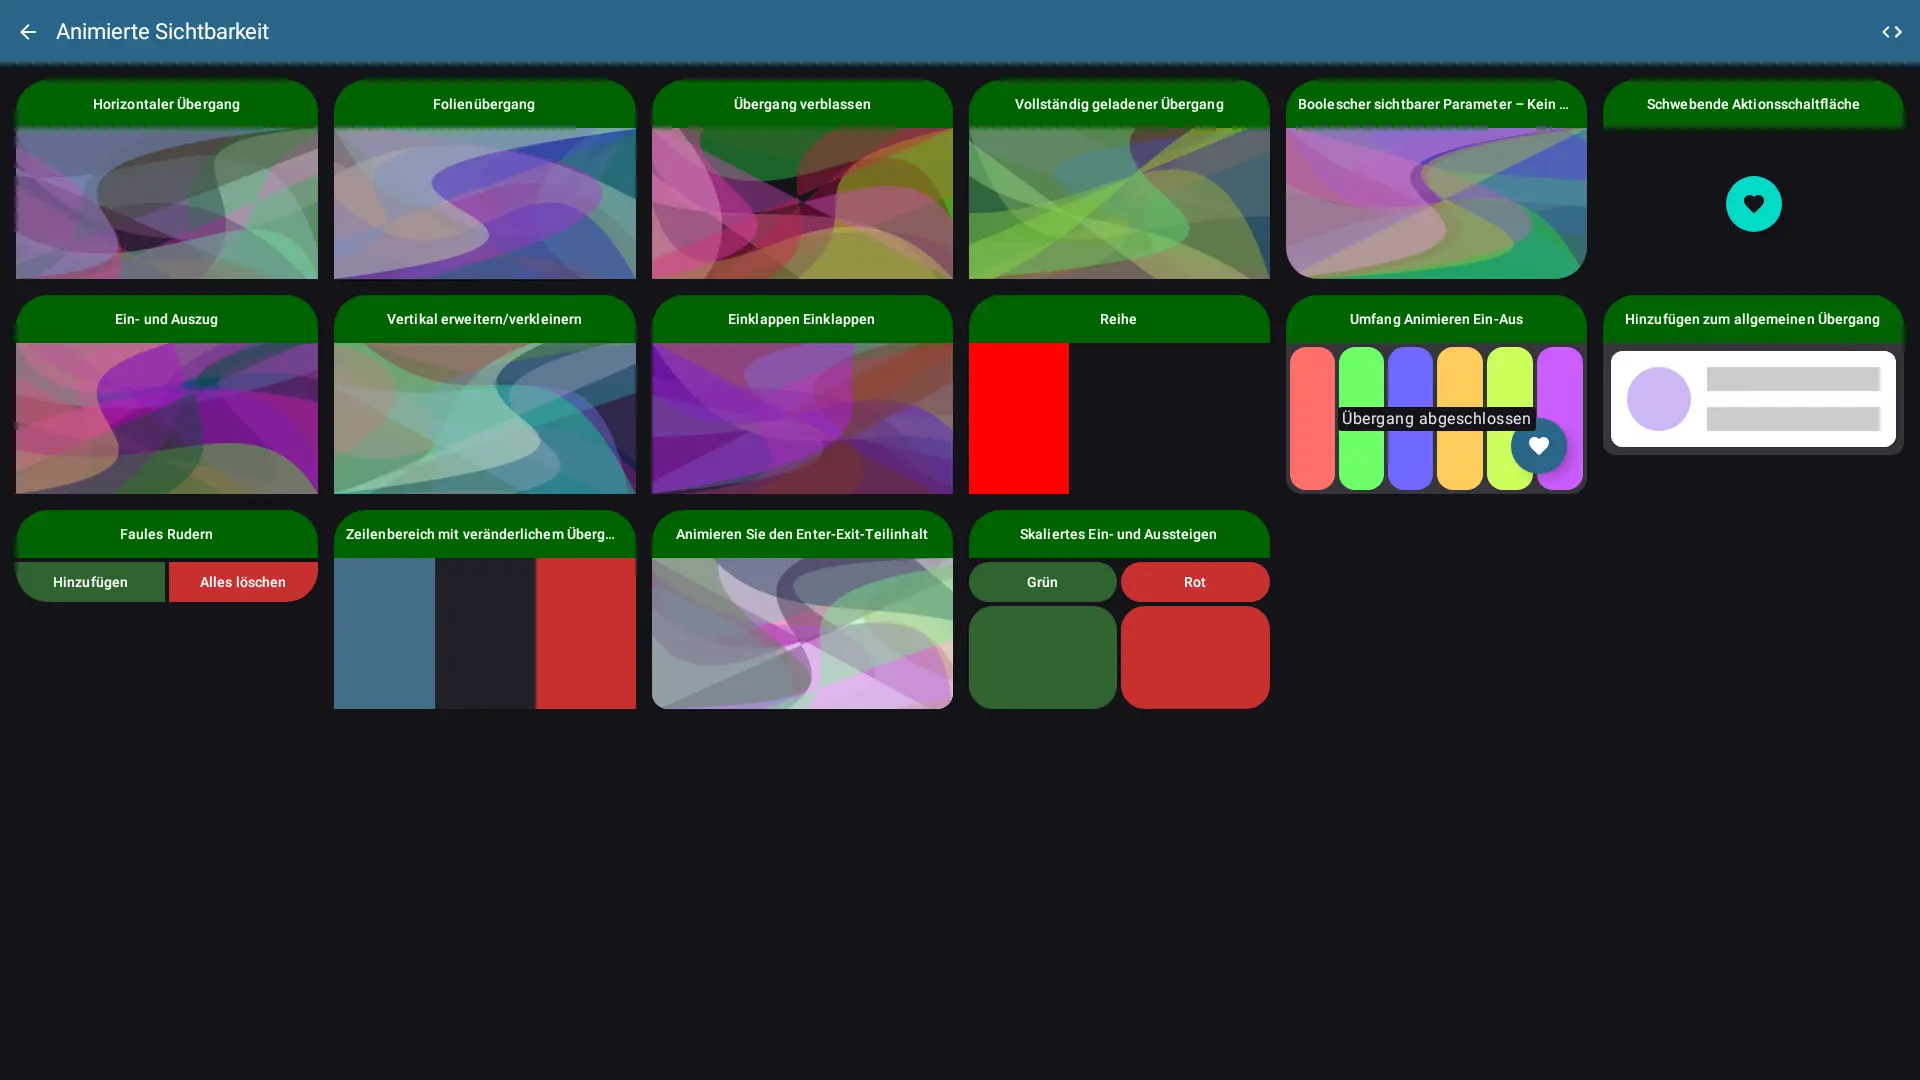 Animierte Sichtbarkeit
Horizontaler Übergang
Folienübergang
Übergang verblassen
Vollständig geladener Übergang
Boolescher sichtbarer Parameter – Kein ...
Schwebende Aktionsschaltfläche
Ein- und Auszug
Vertikal erweitern/verkleinern
Einklappen Einklappen
Reihe
Umfang Animieren Ein-Aus
Hinzufügen zum allgemeinen Übergang
Übergang abgeschlossen
Faules Rudern
Zeilenbereich mit veränderlichem Überg...
Animieren Sie den Enter-Exit-Teilinhalt
Skaliertes Ein- und Aussteigen
Hinzufügen
Alles löschen
Grün
Rot